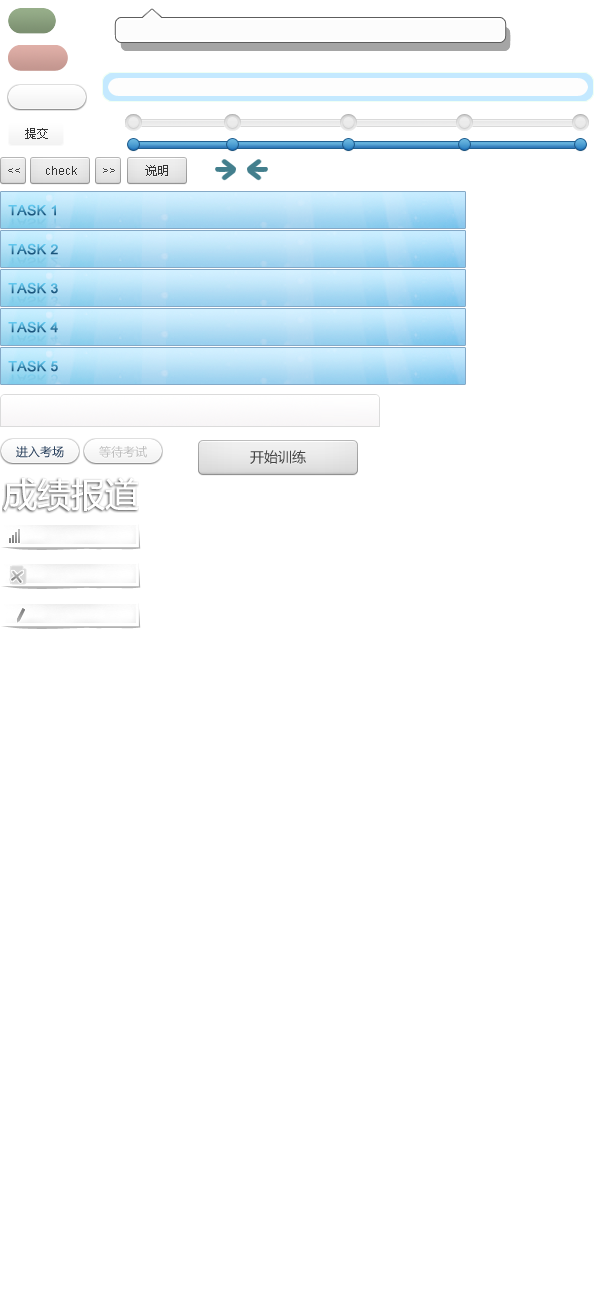 提交
<< check >> 说明
TASK 1
TASK 2
TASK 3
TASK 4
TASK 5
进入考场 等待考试 开始训练
成绩报道